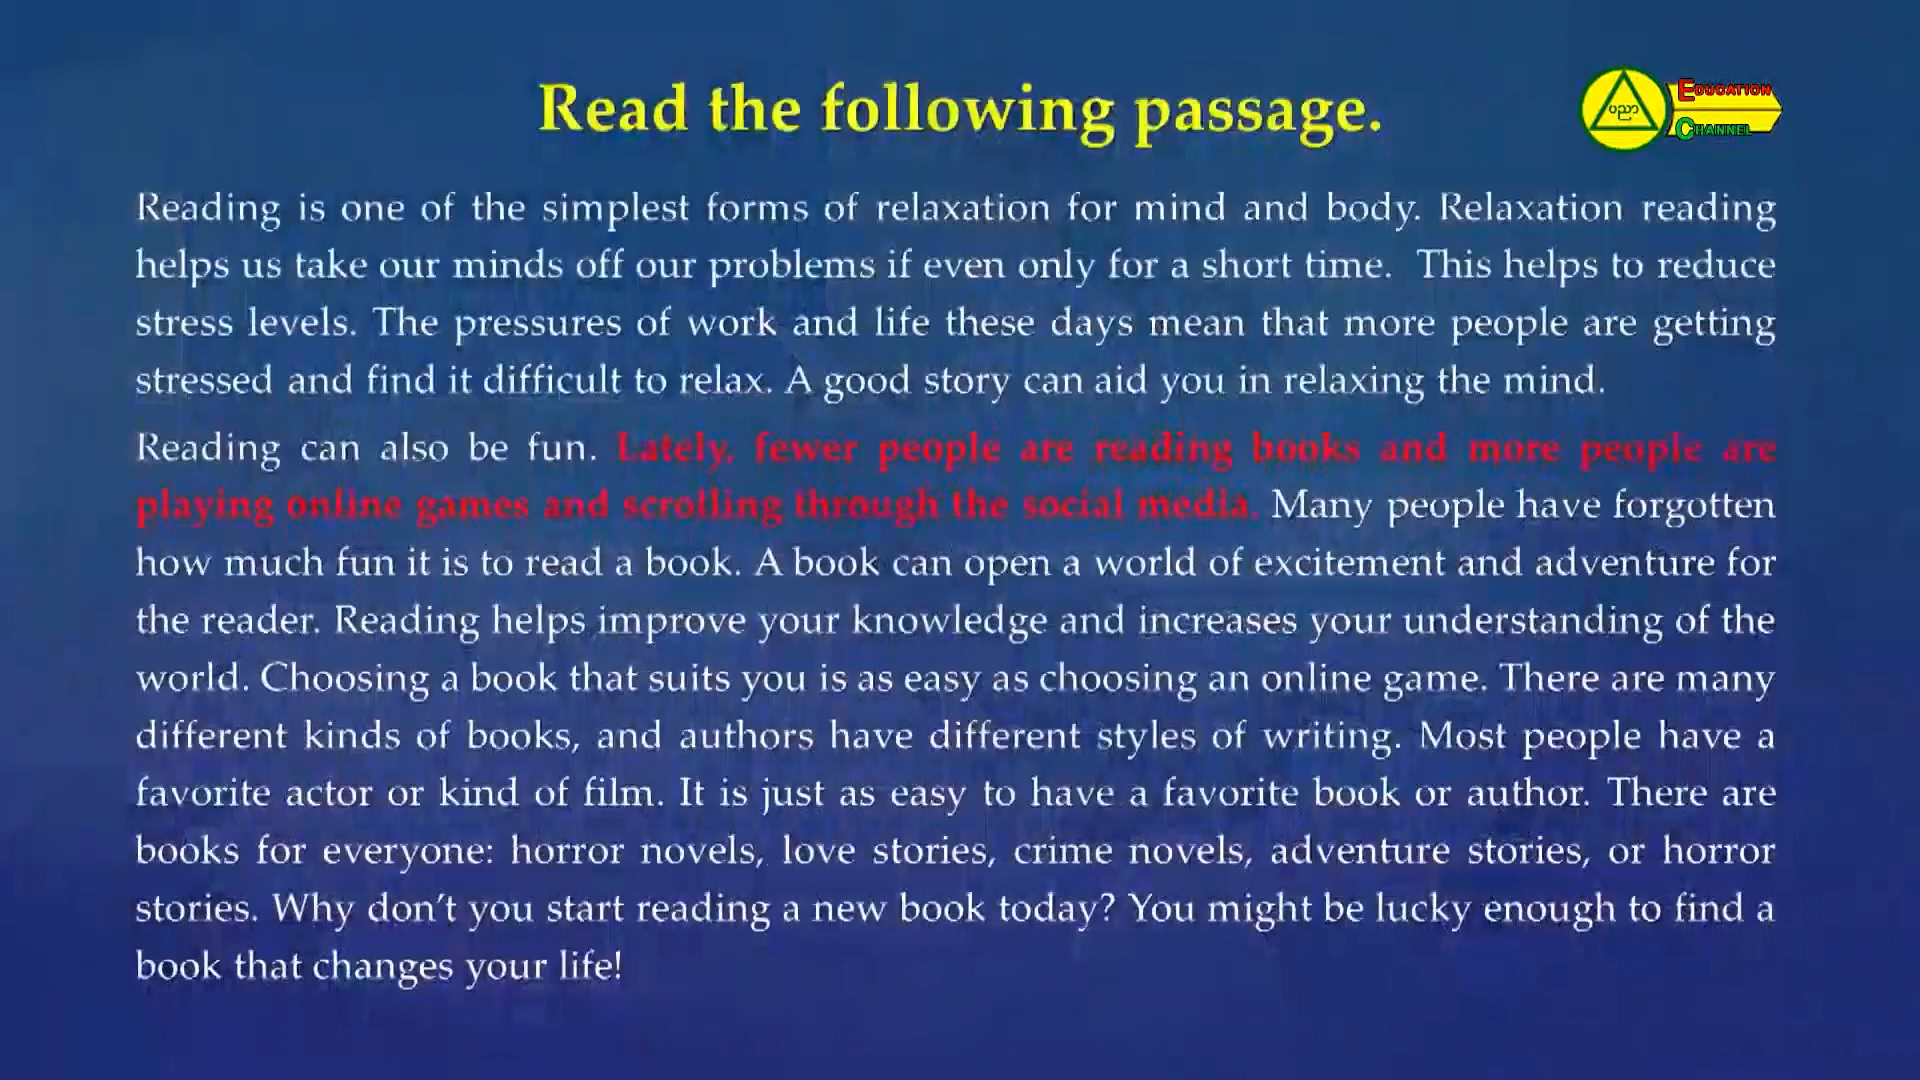 Read the following passage.
ပညာ
EDUCATION
CHANNEL
Reading is one of the simplest forms of relaxation for mind and body. Relaxation reading
helps us take our minds off our problems if even only for a short time. This helps to reduce
stress levels. The pressures of work and life these days mean that more people are getting
stressed and find it difficult to relax. A good story can aid you in relaxing the mind.
Reading can also be fun. Lately, fewer people are reading books and more people are
playing online games and scrolling through the social media. Many people have forgotten
how much fun it is to read a book. A book can open a world of excitement and adventure for
the reader. Reading helps improve your knowledge and increases your understanding of the
world. Choosing a book that suits you is as easy as choosing an online game. There are many
different kinds of books, and authors have different styles of writing. Most people have a
favorite actor or kind of film. It is just as easy to have a favorite book or author. There are
books for everyone: horror novels, love stories, crime novels, adventure stories, or horror
stories. Why don't you start reading a new book today? You might be lucky enough to find a
book that changes your life!